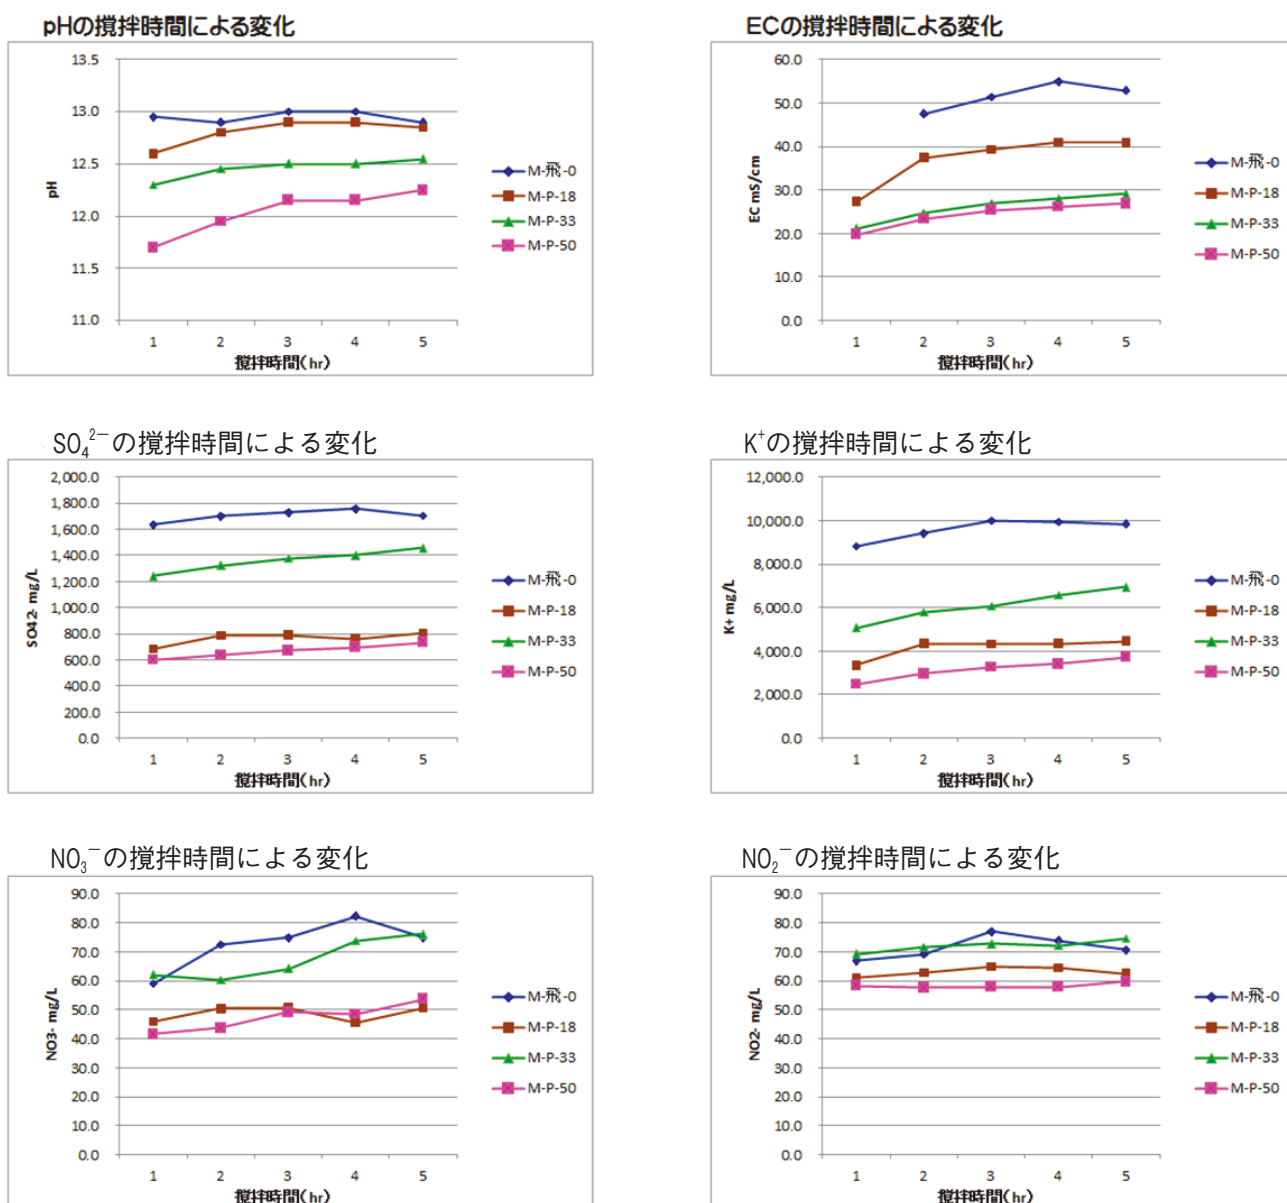 pHの撹拌時間による変化
13.5
13.0
12.5
12.0
11.5
11.0
pH
1 2 3 4 5
撹拌時間(hr)
M-飛-0
M-P-18
M-P-33
M-P-50
ECの撹拌時間による変化
60.0
50.0
40.0
30.0
20.0
10.0
0.0
EC mS/cm
1 2 3 4 5
撹拌時間(hr)
M-飛-0
M-P-18
M-P-33
M-P-50
SO₄²⁻の撹拌時間による変化
2,000.0
1,800.0
1,600.0
1,400.0
1,200.0
1,000.0
800.0
600.0
400.0
200.0
0.0
SO42- mg/L
1 2 3 4 5
撹拌時間(hr)
M-飛-0
M-P-18
M-P-33
M-P-50
K⁺の撹拌時間による変化
12,000.0
10,000.0
8,000.0
6,000.0
4,000.0
2,000.0
0.0
K+ mg/L
1 2 3 4 5
撹拌時間(hr)
M-飛-0
M-P-18
M-P-33
M-P-50
NO₃⁻の撹拌時間による変化
90.0
80.0
70.0
60.0
50.0
40.0
30.0
20.0
10.0
0.0
NO3- mg/L
1 2 3 4 5
撹拌時間(hr)
M-飛-0
M-P-18
M-P-33
M-P-50
NO₂⁻の撹拌時間による変化
90.0
80.0
70.0
60.0
50.0
40.0
30.0
20.0
10.0
0.0
NO2- mg/L
1 2 3 4 5
撹拌時間(hr)
M-飛-0
M-P-18
M-P-33
M-P-50